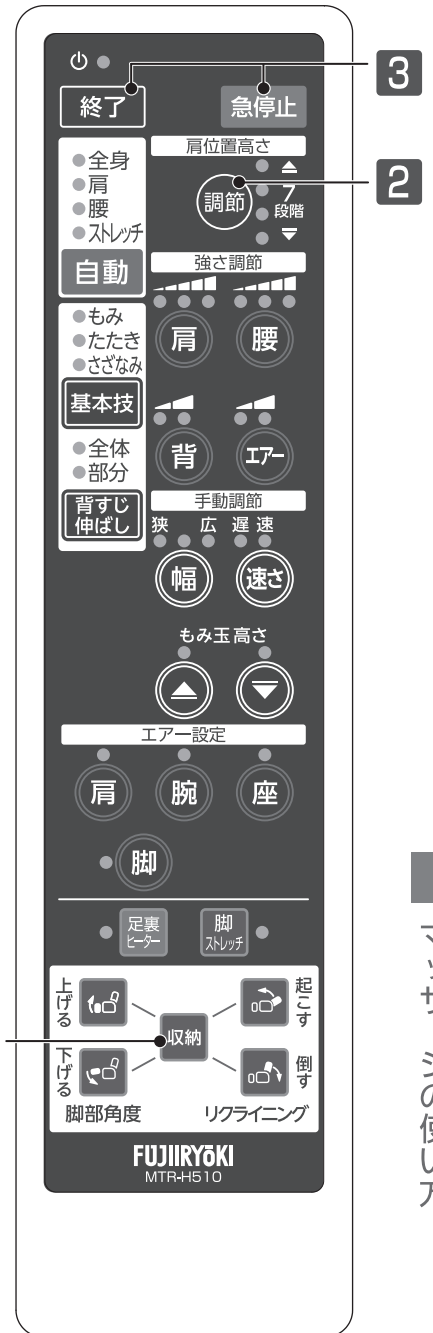 3
終了
急停止
肩位置高さ
2
全身
肩
腰
ストレッチ
調節
7
段階
自動
強さ調節
もみ
たたき
さざなみ
肩
腰
基本技
背
エアー
全体
部分
背すじ
伸ばし
手動調節
狭 広 遅 速
幅
速さ
もみ玉高さ
エアー設定
肩
腕
座
脚
足裏
ヒーター
脚
ストレッチ
上げる
起こす
収納
下げる
倒す
脚部角度
リクライニング
FUJIIRYōKI
MTR-H510